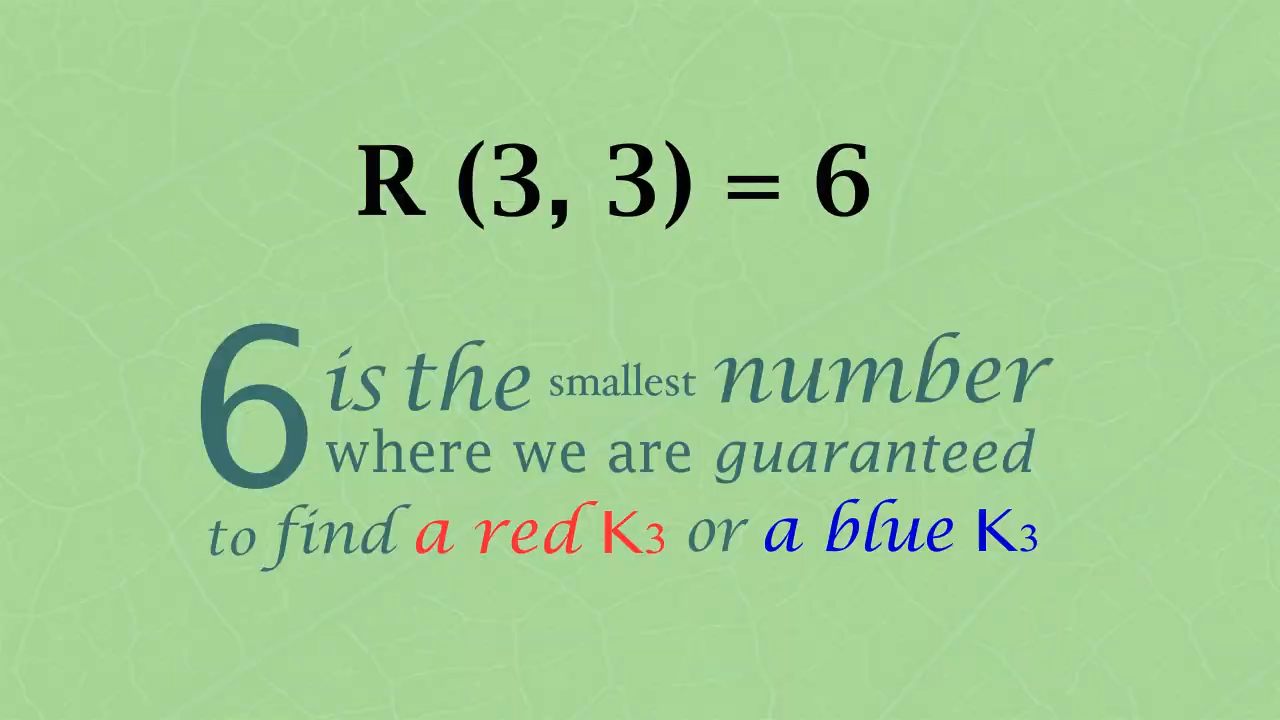 R (3, 3) = 6
6 is the smallest number
where we are guaranteed
to find a red K3 or a blue K3